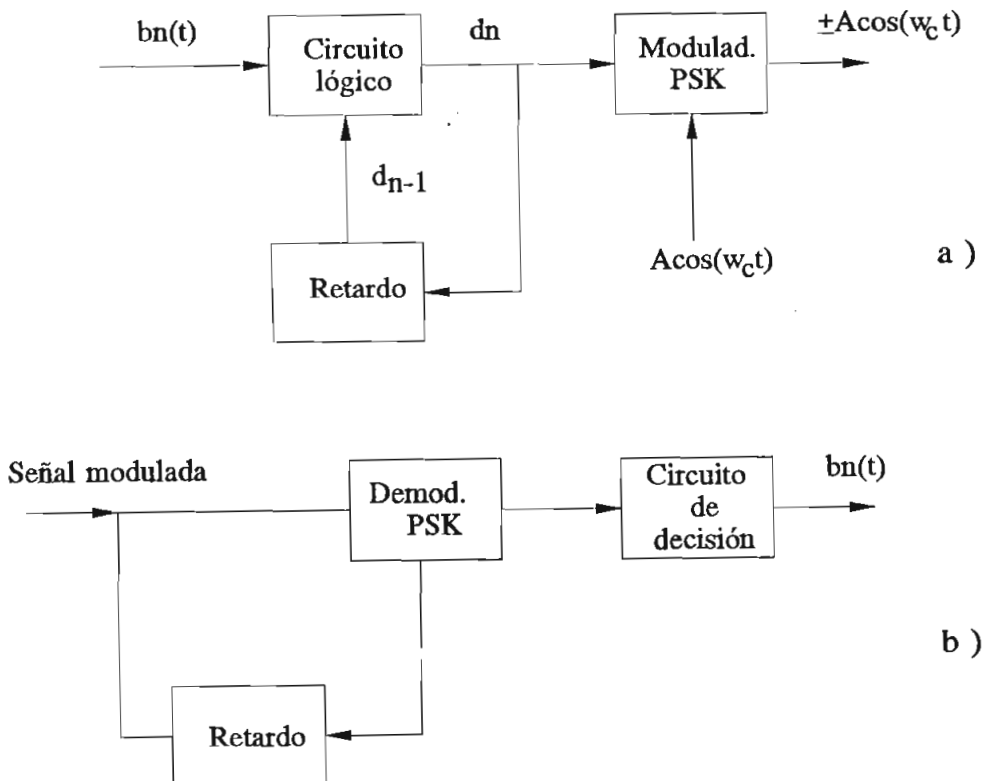 bn(t)
Circuito
lógico
dn
Modulad.
PSK
±Acos(wct)
dn-1
Retardo
Acos(wct)
a )
Señal modulada
Demod.
PSK
Circuito
de
decisión
bn(t)
b )
Retardo